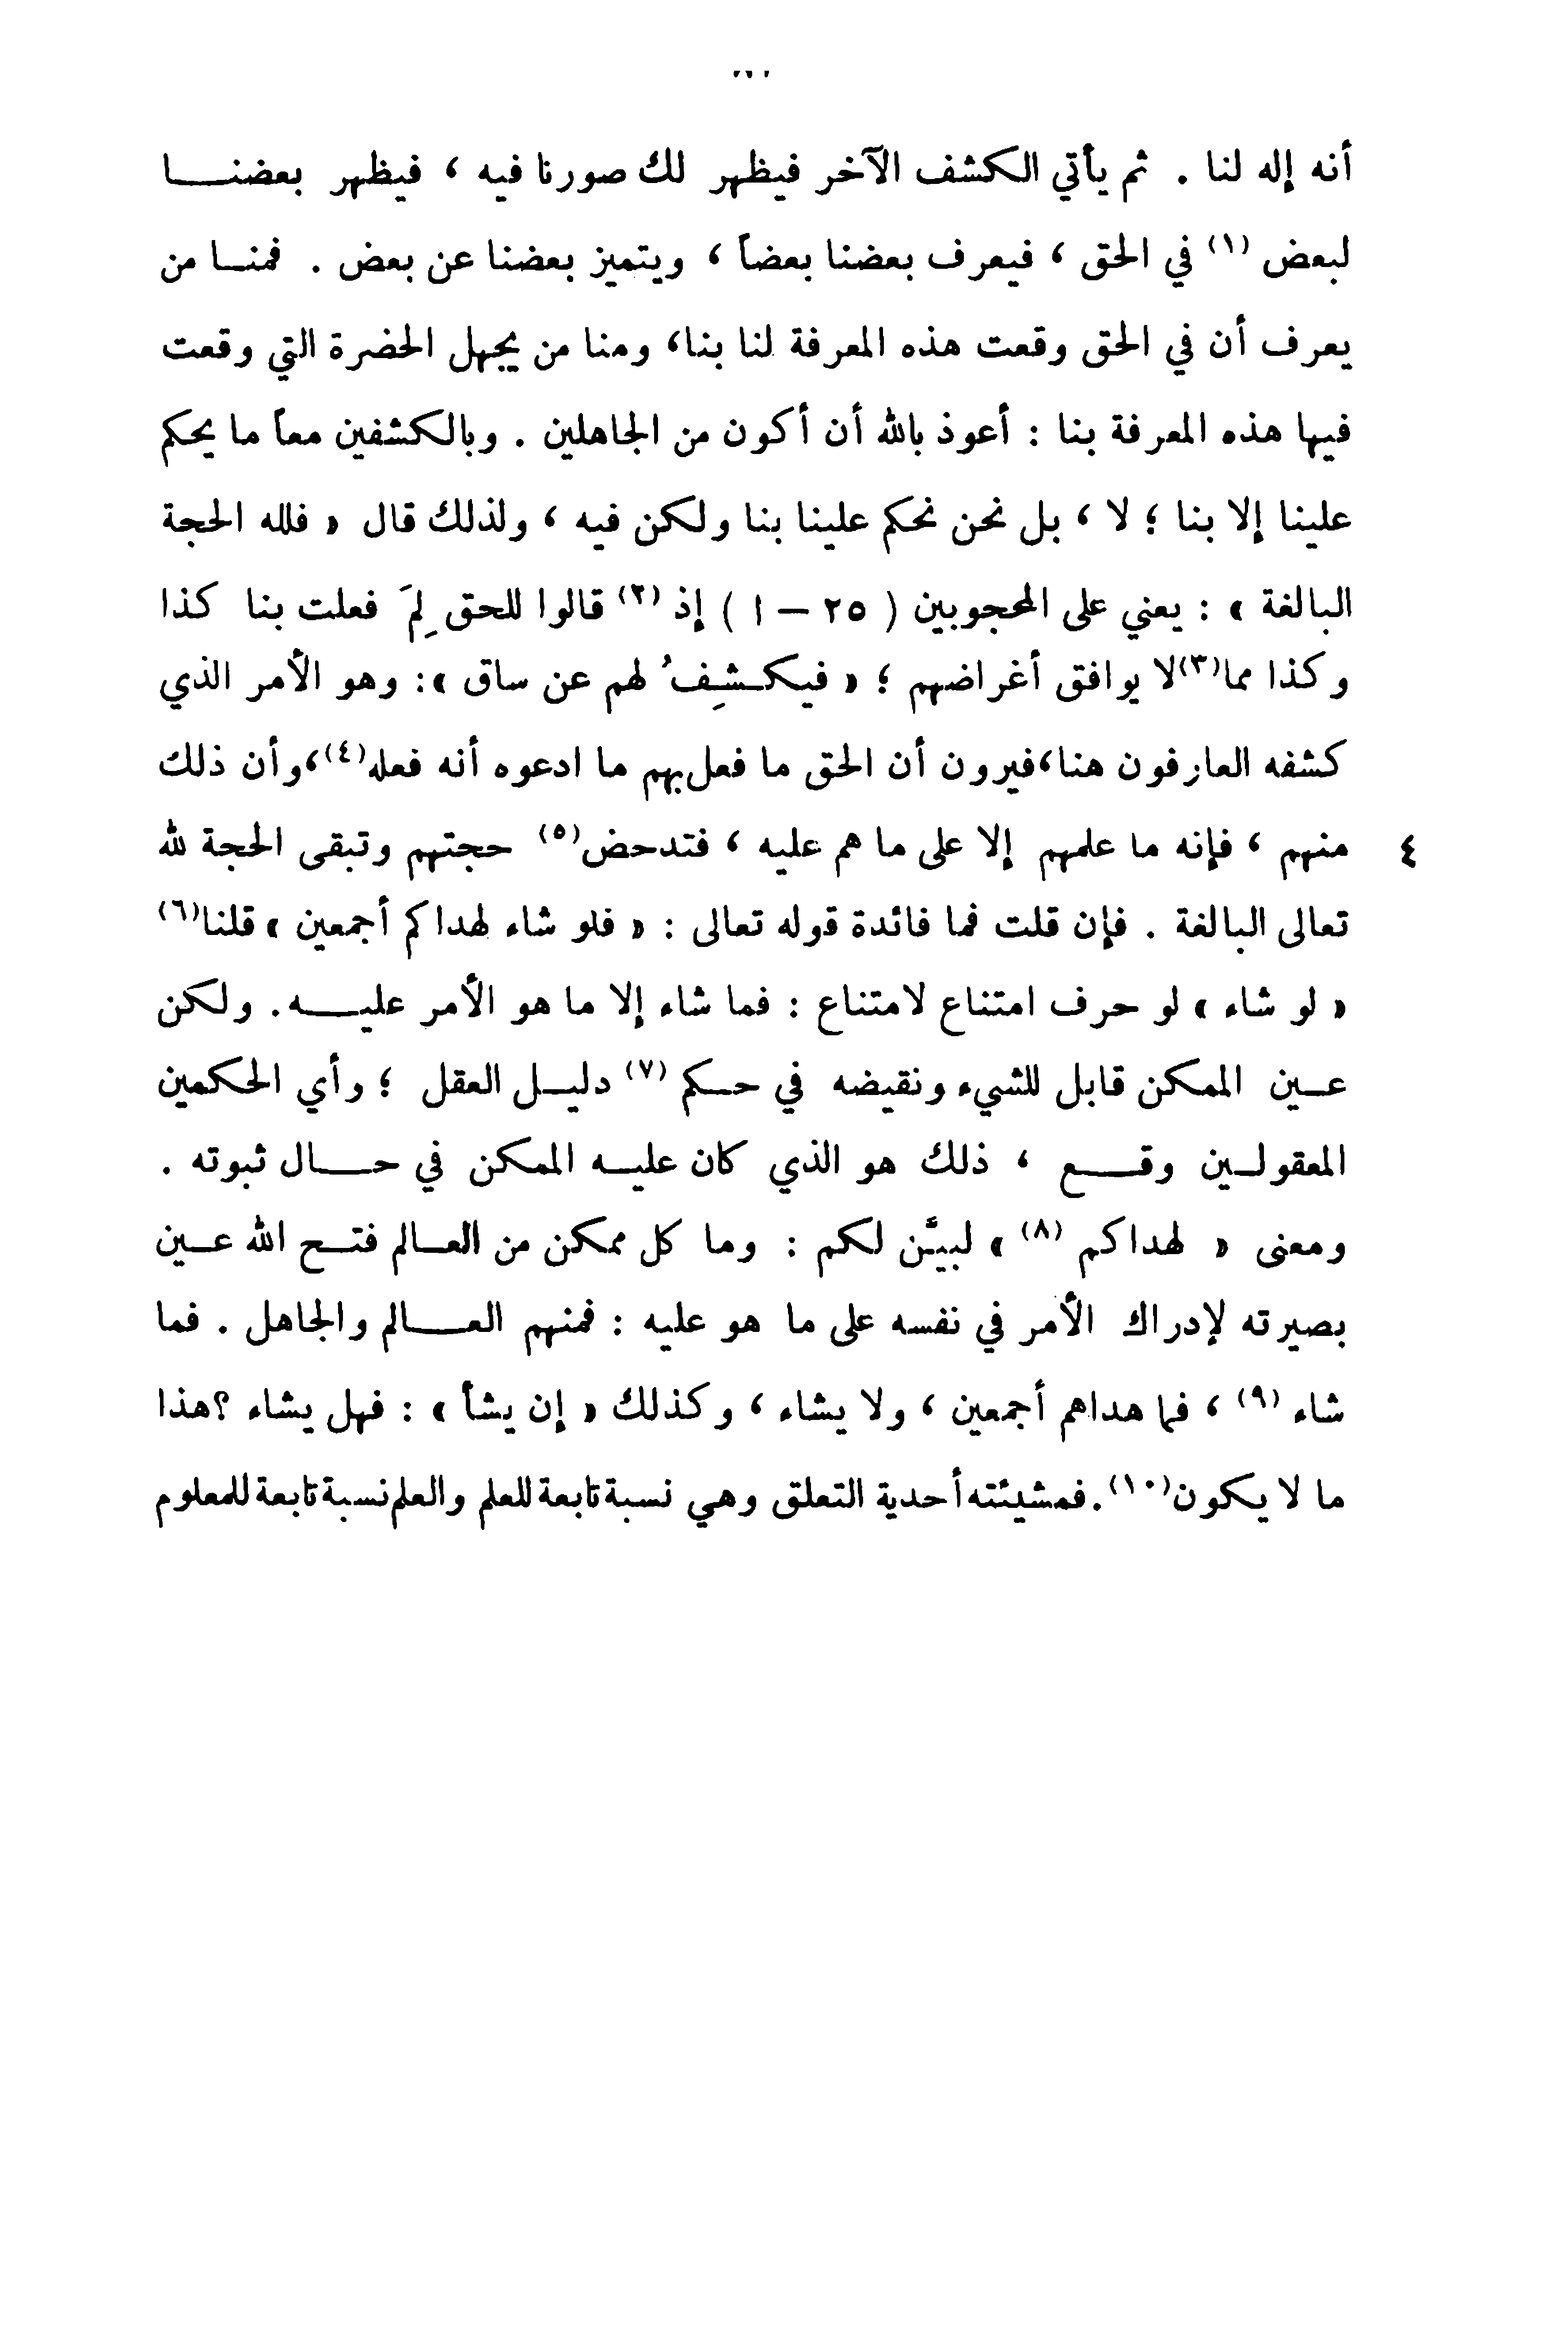 أنه إله لنا . ثم يأتي الكشف الآخر فيظهر لك صورنا فيه ، فيظهر بعضنا
لبعض (١) في الحق ، فيعرف بعضنا بعضاً ، ويتميز بعضنا عن بعض . فمنا من
يعرف أن في الحق وقعت هذه المعرفة لنا بنا، ومنا من يجهل الحضرة التي وقعت
فيها هذه المعرفة بنا : أعوذ بالله أن أكون من الجاهلين . وبالكشفين معاً ما يحكم
علينا إلا بنا ؛ لا ، بل نحن نحكم علينا بنا ولكن فيه ، ولذلك قال « فلله الحجة
البالغة » : يعني على المحجوبين ( ٢٥ – ا ) إذ (٢) قالوا للحق لِمَ فعلت بنا كذا
وكذا مما(٣)لا يوافق أغراضهم ؛ « فيكشِفُ لهم عن ساق »: وهو الأمر الذي
كشفه العارفون هنا،فيرون أن الحق ما فعل بهم ما ادعوه أنه فعله(٤)،وأن ذلك
٤ منهم ، فإنه ما علمهم إلا على ما هم عليه ، فتدحض(٥) حجتهم وتبقى الحجة لله
تعالى البالغة . فإن قلت فما فائدة قوله تعالى : « فلو شاء لهداكم أجمعين » قلنا(٦)
« لو شاء » لو حرف امتناع لامتناع : فما شاء إلا ما هو الأمر عليه . ولكن
عين الممكن قابل للشيء ونقيضه في حكم (٧) دليل العقل ؛ وأي الحكمين
المعقولين وقع ، ذلك هو الذي كان عليه الممكن في حال ثبوته .
ومعنى « لهداكم (٨) » لبيَّن لكم : وما كل ممكن من العالم فتح الله عين
بصيرته لإدراك الأمر في نفسه على ما هو عليه : فمنهم العالم والجاهل . فما
شاء (٩) ، فما هداهم أجمعين ، ولا يشاء ، وكذلك « إن يشأ » : فهل يشاء ؟هذا
ما لا يكون(١٠).فمشيئته أحدية التعلق وهي نسبة تابعة للعلم والعلم نسبة تابعة للمعلوم